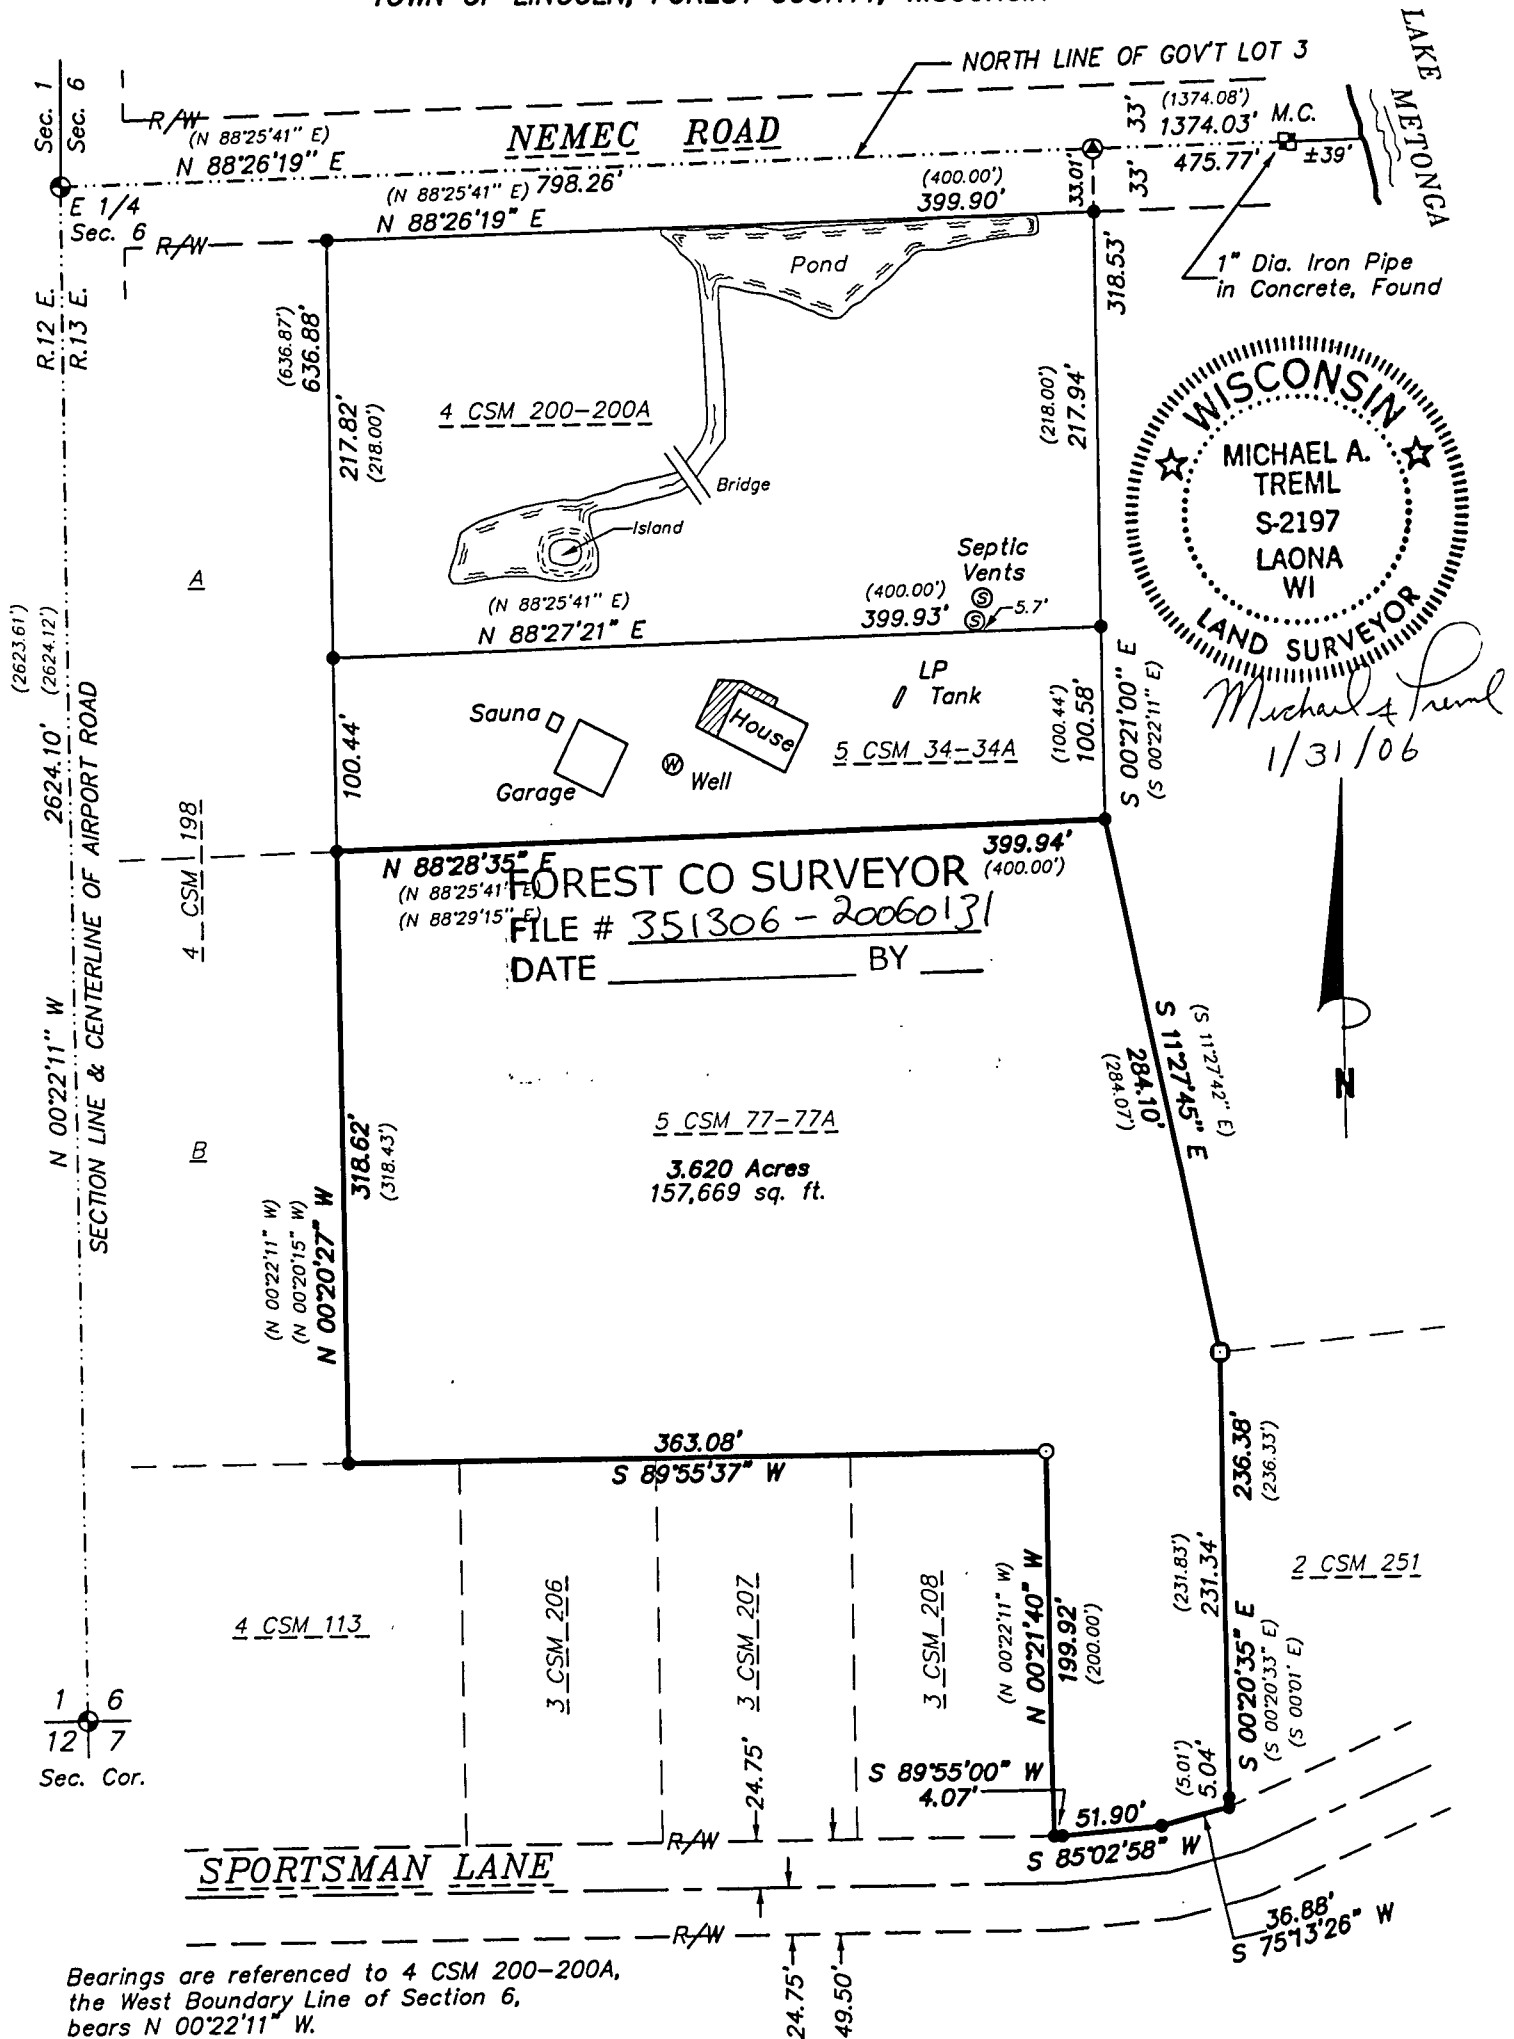 TOWN OF LINCOLN, FOREST COUNTY, WISCONSIN
NORTH LINE OF GOV'T LOT 3
LAKE METONGA
Sec. 1
Sec. 6
R/W
(N 88°25'41" E)
N 88°26'19" E
NEMEC ROAD
33'
(1374.08')
1374.03'
M.C.
475.77'
±39'
33'
33.01'
(N 88°25'41" E) 798.26'
N 88°26'19" E
(400.00')
399.90'
E 1/4
Sec. 6
R/W
1" Dia. Iron Pipe
in Concrete, Found
Pond
318.53'
R.12 E.
R.13 E.
(636.87')
636.88'
217.82'
(218.00')
4 CSM 200-200A
(218.00')
217.94'
Bridge
Island
WISCONSIN
MICHAEL A.
TREML
S-2197
LAONA
WI
LAND SURVEYOR
Michael A Treml
1/31/06
A
Septic
Vents
5.7'
(N 88°25'41" E)
N 88°27'21" E
(400.00')
399.93'
(2623.61')
2624.10' (2624.12')
N 00°22'11" W
SECTION LINE & CENTERLINE OF AIRPORT ROAD
LP
Tank
Sauna
House
Garage
Well
5 CSM 34-34A
100.44'
(100.44')
100.58'
S 00°21'00" E
(S 00°22'11" E)
4 CSM 198
N 88°28'35" E
(N 88°25'41" E)
(N 88°29'15" E)
399.94'
(400.00')
FOREST CO SURVEYOR
FILE # 351306 - 20060131
DATE BY
S 11°27'45" E
(S 11°27'42" E)
284.10'
(284.07')
N
5 CSM 77-77A
3.620 Acres
157,669 sq. ft.
B
318.62'
(318.43')
(N 00°22'11" W)
(N 00°20'15" W)
N 00°20'27" W
363.08'
S 89°55'37" W
236.38'
(236.33')
(231.83')
231.34'
2 CSM 251
S 00°20'35" E
(S 00°20'33" E)
(S 00°01' E)
4 CSM 113
3 CSM 206
3 CSM 207
3 CSM 208
(N 00°22'11" W)
N 00°21'40" W
199.92'
(200.00')
1 6
12 7
Sec. Cor.
24.75'
S 89°55'00" W
4.07'
(5.01')
5.04'
51.90'
S 85°02'58" W
R/W
SPORTSMAN LANE
R/W
36.88'
S 75°13'26" W
24.75'
49.50'
Bearings are referenced to 4 CSM 200-200A,
the West Boundary Line of Section 6,
bears N 00°22'11" W.